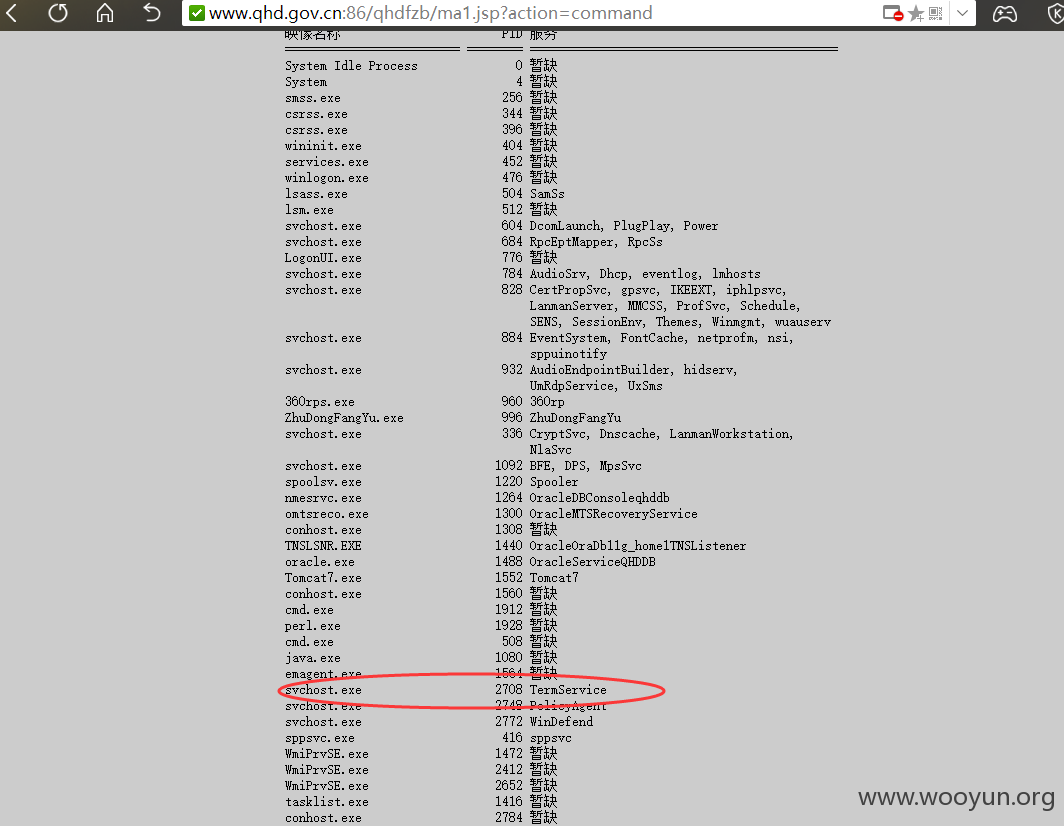 www.qhd.gov.cn:86/qhdfzb/ma1.jsp?action=command
映像名称 PID 服务
System Idle Process 0 暂缺
System 4 暂缺
smss.exe 256 暂缺
csrss.exe 344 暂缺
csrss.exe 396 暂缺
wininit.exe 404 暂缺
services.exe 452 暂缺
winlogon.exe 476 暂缺
lsass.exe 504 SamSs
lsm.exe 512 暂缺
svchost.exe 604 DcomLaunch, PlugPlay, Power
svchost.exe 684 RpcEptMapper, RpcSs
LogonUI.exe 776 暂缺
svchost.exe 784 AudioSrv, Dhcp, eventlog, lmhosts
svchost.exe 828 CertPropSvc, gpsvc, IKEEXT, iphlpsvc,
LanmanServer, MMCSS, ProfSvc, Schedule,
SENS, SessionEnv, Themes, Winmgmt, wuauserv
svchost.exe 884 EventSystem, FontCache, netprofm, nsi,
sppuinotify
svchost.exe 932 AudioEndpointBuilder, hidserv,
UmRdpService, UxSms
360rps.exe 960 360rp
ZhuDongFangYu.exe 996 ZhuDongFangYu
svchost.exe 336 CryptSvc, Dnscache, LanmanWorkstation,
NlaSvc
svchost.exe 1092 BFE, DPS, MpsSvc
spoolsv.exe 1220 Spooler
nmesrvc.exe 1264 OracleDBConsoleqhddb
omtsreco.exe 1300 OracleMTSRecoveryService
conhost.exe 1308 暂缺
TNSLSNR.EXE 1440 OracleOraDb11g_home1TNSListener
oracle.exe 1488 OracleServiceQHDDB
Tomcat7.exe 1552 Tomcat7
conhost.exe 1560 暂缺
cmd.exe 1912 暂缺
perl.exe 1928 暂缺
cmd.exe 508 暂缺
java.exe 1080 暂缺
emagent.exe 1564 暂缺
svchost.exe 2708 TermService
svchost.exe 2748 PolicyAgent
svchost.exe 2772 WinDefend
sppsvc.exe 416 sppsvc
WmiPrvSE.exe 1472 暂缺
WmiPrvSE.exe 2412 暂缺
WmiPrvSE.exe 2652 暂缺
tasklist.exe 1416 暂缺
conhost.exe 2784 暂缺
www.wooyun.org